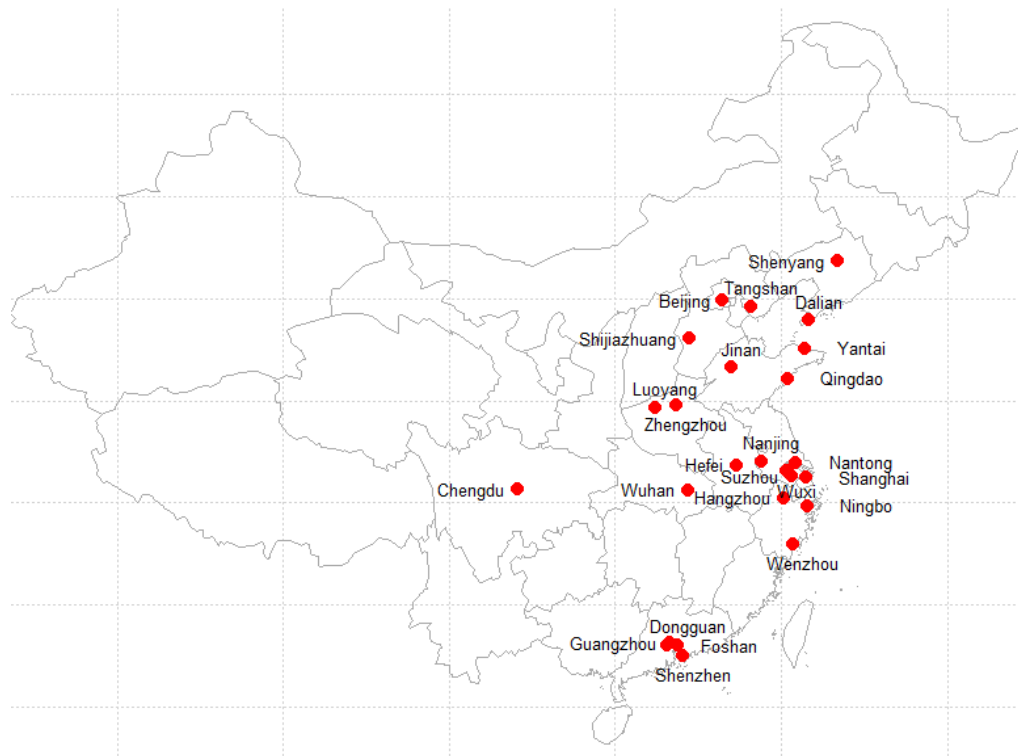 Shenyang
Tangshan
Beijing
Dalian
Shijiazhuang
Jinan
Yantai
Qingdao
Luoyang
Zhengzhou
Nanjing
Hefei
Nantong
Suzhou
Shanghai
Chengdu
Wuhan
Hangzhou
Wuxi
Ningbo
Wenzhou
Dongguan
Guangzhou
Foshan
Shenzhen